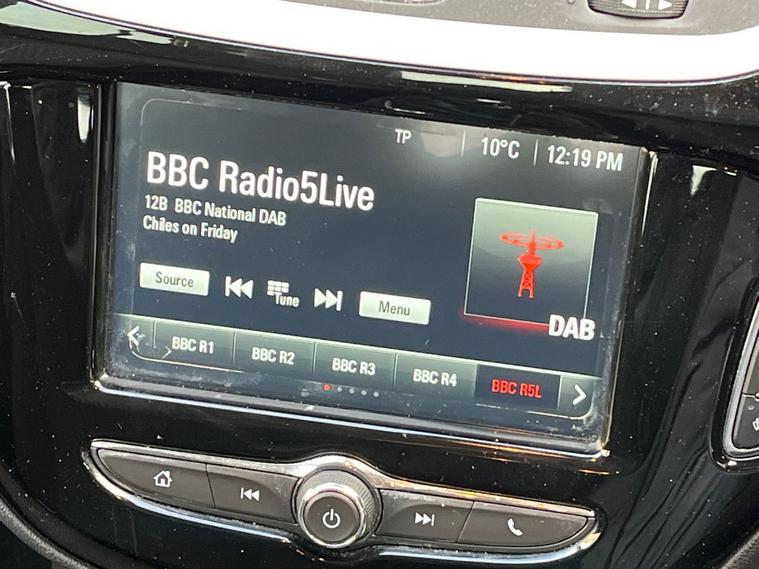 TP 10°C 12:19 PM
BBC Radio5Live
12B BBC National DAB
Chiles on Friday
Source Tune Menu
DAB
BBC R1 BBC R2 BBC R3 BBC R4 BBC R5L